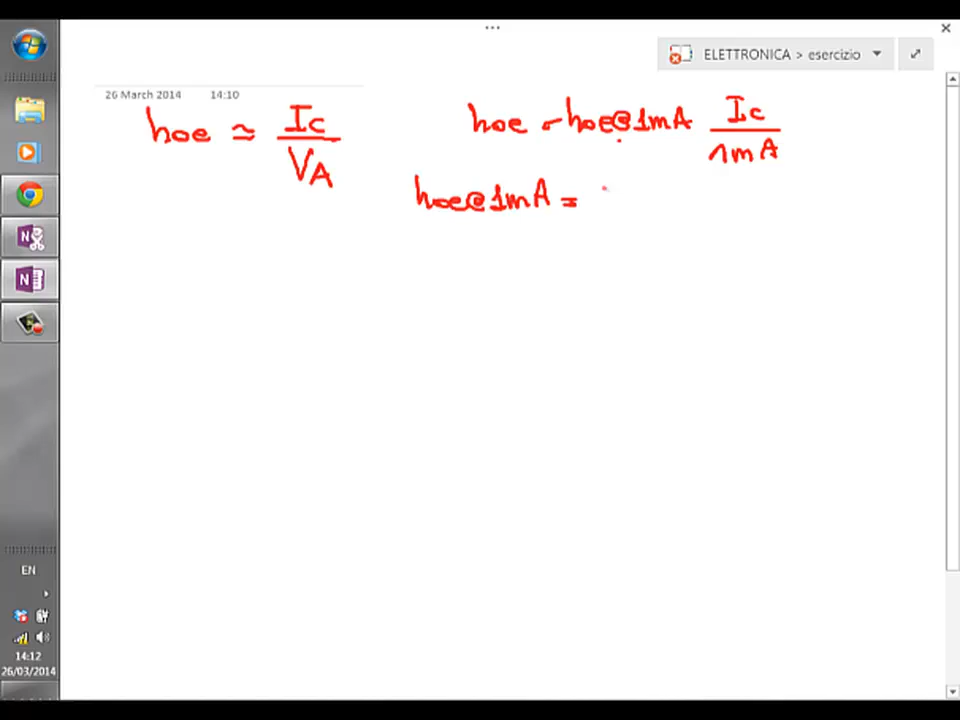 ELETTRONICA > esercizio
26 March 2014 14:10
hoe ≈ Ic / VA
hoe - hoe@1mA Ic / 1mA
hoe@1mA =
EN
14:12
26/03/2014